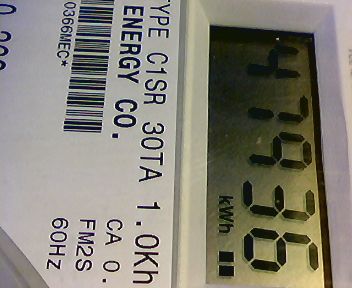 47936
kWh
TYPE C1SR 30TA 1.0Kh
ENERGY CO.
CA 0.
FM2S
60HZ
0366MEC*